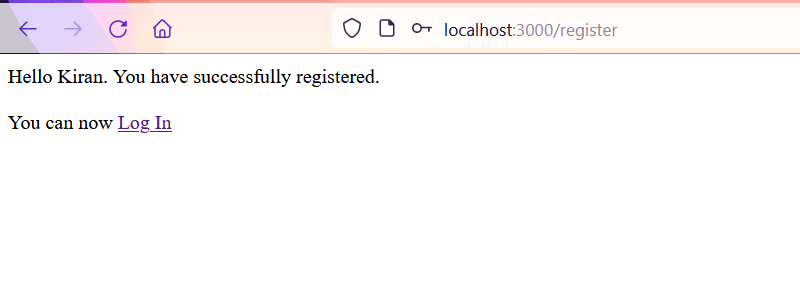 localhost:3000/register
Hello Kiran. You have successfully registered.
You can now Log In